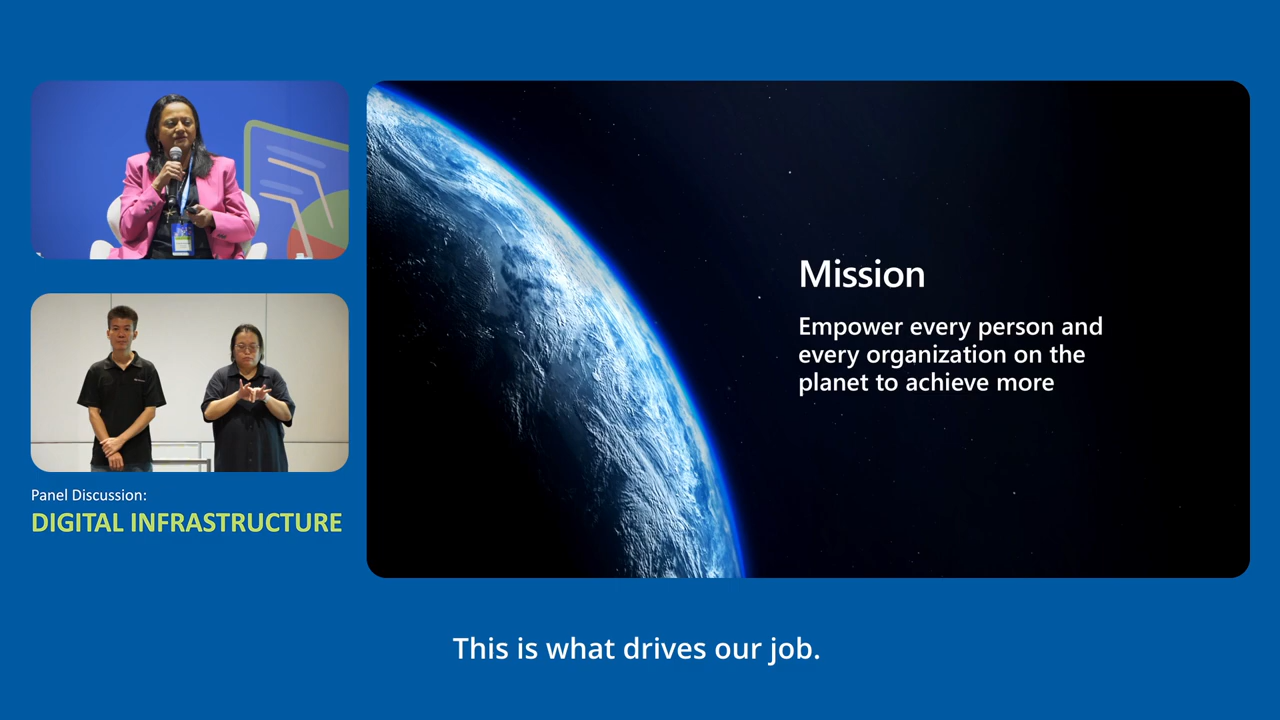 Mission
Empower every person and
every organization on the
planet to achieve more
Panel Discussion:
DIGITAL INFRASTRUCTURE
This is what drives our job.